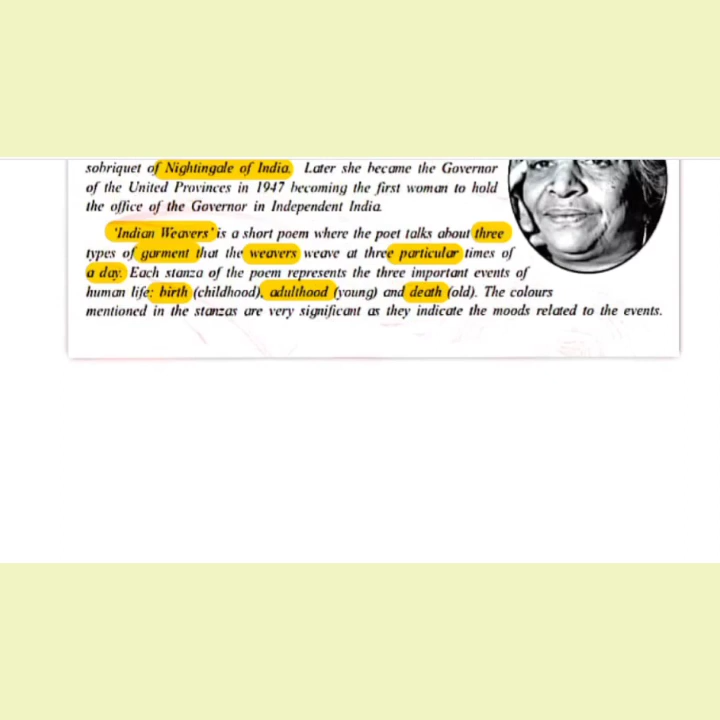 sobriquet of Nightingale of India. Later she became the Governor
of the United Provinces in 1947 becoming the first woman to hold
the office of the Governor in Independent India.
'Indian Weavers' is a short poem where the poet talks about three
types of garment that the weavers weave at three particular times of
a day. Each stanza of the poem represents the three important events of
human life: birth (childhood), adulthood (young) and death (old). The colours
mentioned in the stanzas are very significant as they indicate the moods related to the events.